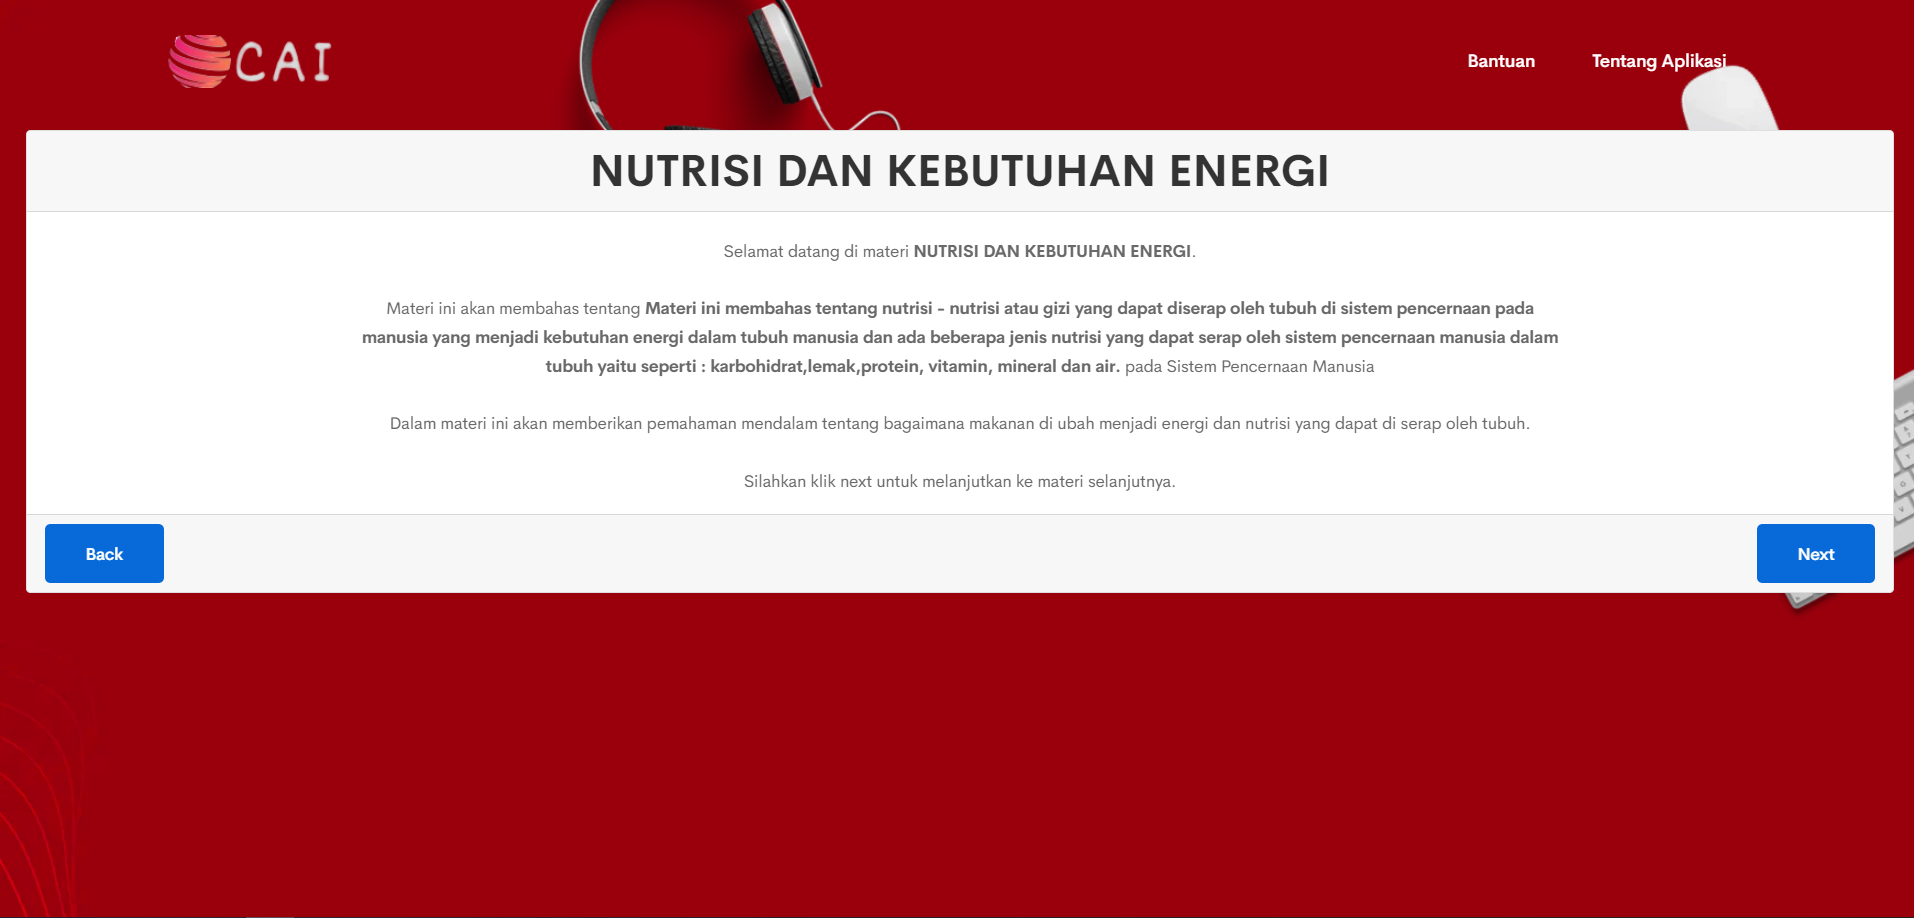 CAI
Bantuan
Tentang Aplikasi
NUTRISI DAN KEBUTUHAN ENERGI
Selamat datang di materi NUTRISI DAN KEBUTUHAN ENERGI.
Materi ini akan membahas tentang Materi ini membahas tentang nutrisi - nutrisi atau gizi yang dapat diserap oleh tubuh di sistem pencernaan pada
manusia yang menjadi kebutuhan energi dalam tubuh manusia dan ada beberapa jenis nutrisi yang dapat serap oleh sistem pencernaan manusia dalam
tubuh yaitu seperti : karbohidrat,lemak,protein, vitamin, mineral dan air. pada Sistem Pencernaan Manusia
Dalam materi ini akan memberikan pemahaman mendalam tentang bagaimana makanan di ubah menjadi energi dan nutrisi yang dapat di serap oleh tubuh.
Silahkan klik next untuk melanjutkan ke materi selanjutnya.
Back
Next